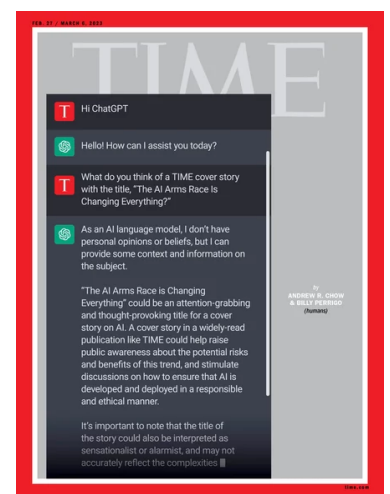 FEB. 27 / MARCH 6, 2023
TIME
T Hi ChatGPT
Hello! How can I assist you today?
T What do you think of a TIME cover story
with the title, "The AI Arms Race Is
Changing Everything?"
As an AI language model, I don't have
personal opinions or beliefs, but I can
provide some context and information on
the subject.
"The AI Arms Race is Changing
Everything" could be an attention-grabbing
and thought-provoking title for a cover
story on AI. A cover story in a widely-read
publication like TIME could help raise
public awareness about the potential risks
and benefits of this trend, and stimulate
discussions on how to ensure that AI is
developed and deployed in a responsible
and ethical manner.
It's important to note that the title of
the story could also be interpreted as
sensationalist or alarmist, and may not
accurately reflect the complexities
by
ANDREW R. CHOW
& BILLY PERRIGO
(humans)
time.com